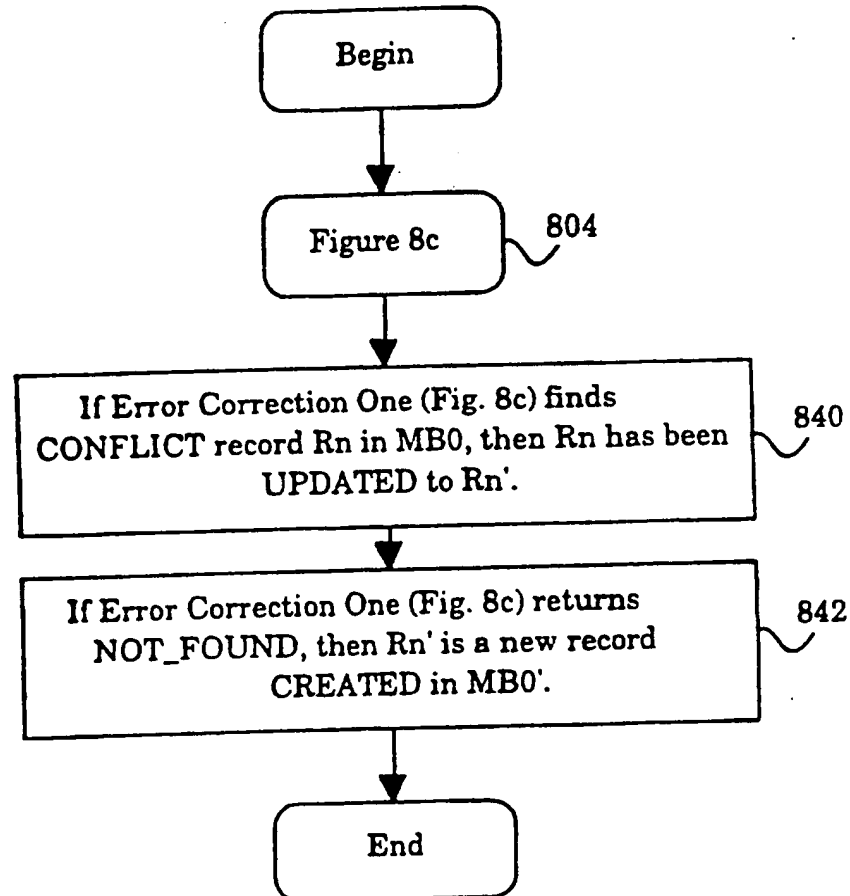 Begin
Figure 8c
804
If Error Correction One (Fig. 8c) finds
CONFLICT record Rn in MB0, then Rn has been
UPDATED to Rn'.
840
If Error Correction One (Fig. 8c) returns
NOT_FOUND, then Rn' is a new record
CREATED in MB0'.
842
End